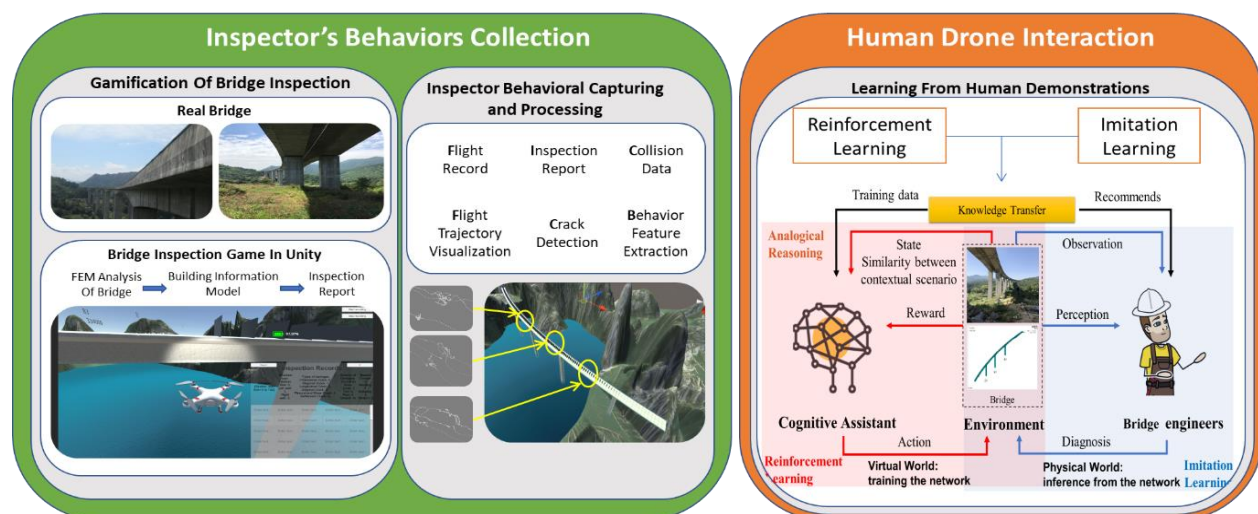 Inspector's Behaviors Collection
Gamification Of Bridge Inspection
Real Bridge
Bridge Inspection Game In Unity
FEM Analysis
Of Bridge
Building Information
Model
Inspection
Report
Inspection Record
Inspector Behavioral Capturing
and Processing
Flight
Record
Inspection
Report
Collision
Data
Flight
Trajectory
Visualization
Crack
Detection
Behavior
Feature
Extraction
Human Drone Interaction
Learning From Human Demonstrations
Reinforcement
Learning
Imitation
Learning
Training data
Knowledge Transfer
Recommends
Analogical
Reasoning
State
Similarity between
contextual scenario
Observation
Reward
Perception
Bridge
Cognitive Assistant
Environment
Bridge engineers
Action
Diagnosis
Reinforcement
Learning
Virtual World:
training the network
Physical World:
inference from the network
Imitation
Learning